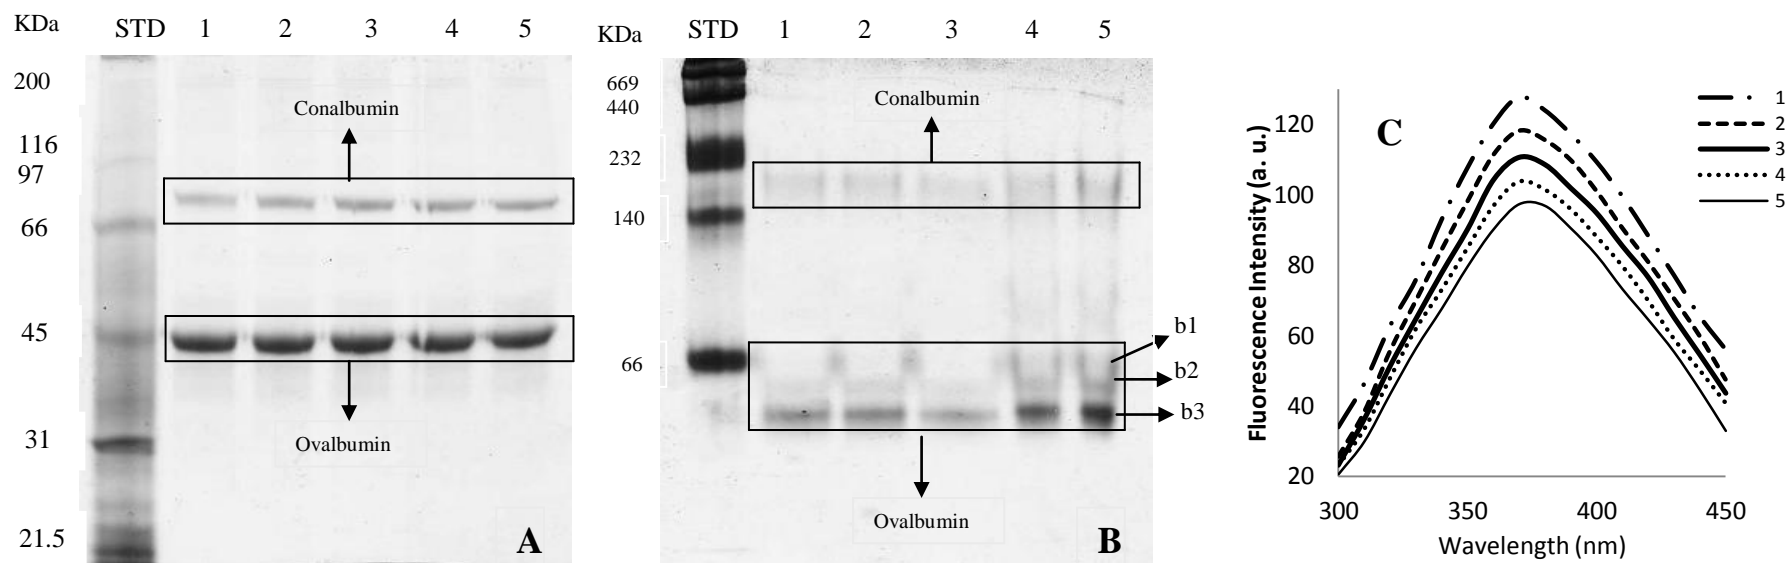 KDa STD 1 2 3 4 5
200
Conalbumin
116
97
66
45
31
Ovalbumin
21.5
A
KDa STD 1 2 3 4 5
669
440
Conalbumin
232
140
b1
66
b2
b3
Ovalbumin
B
C
1
2
3
4
5
Fluorescence Intensity (a. u.)
120
100
80
60
40
20
300 350 400 450
Wavelength (nm)